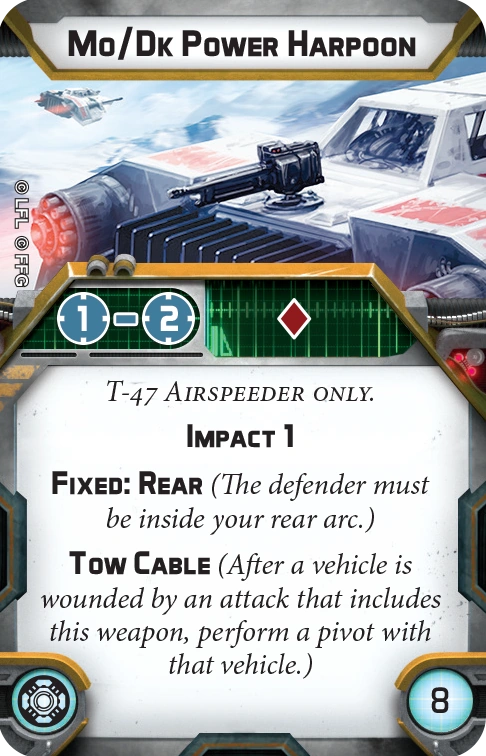 Mo/Dk Power Harpoon
© LFL © FFG
1 - 2
T-47 Airspeeder only.
Impact 1
Fixed: Rear (The defender must
be inside your rear arc.)
Tow Cable (After a vehicle is
wounded by an attack that includes
this weapon, perform a pivot with
that vehicle.)
8